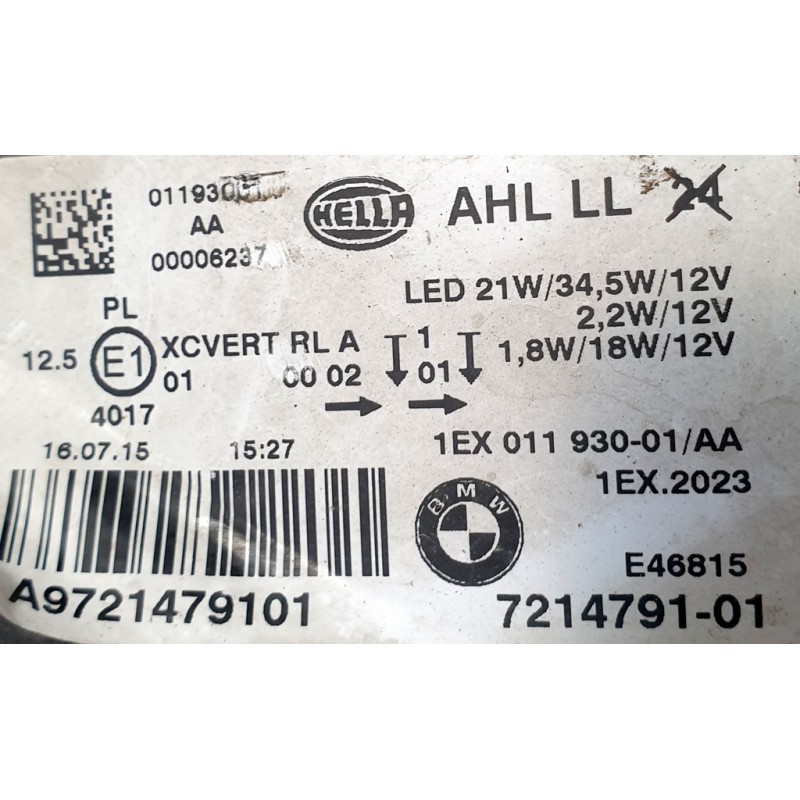 AA
00006237
HELLA
AHL LL 24
LED 21W/34,5W/12V
2,2W/12V
1,8W/18W/12V
PL
12.5 E1 XCVERT RL A 1
01 00 02 01
4017
16.07.15 15:27
1EX 011 930-01/AA
1EX.2023
BMW
E46815
A9721479101
7214791-01